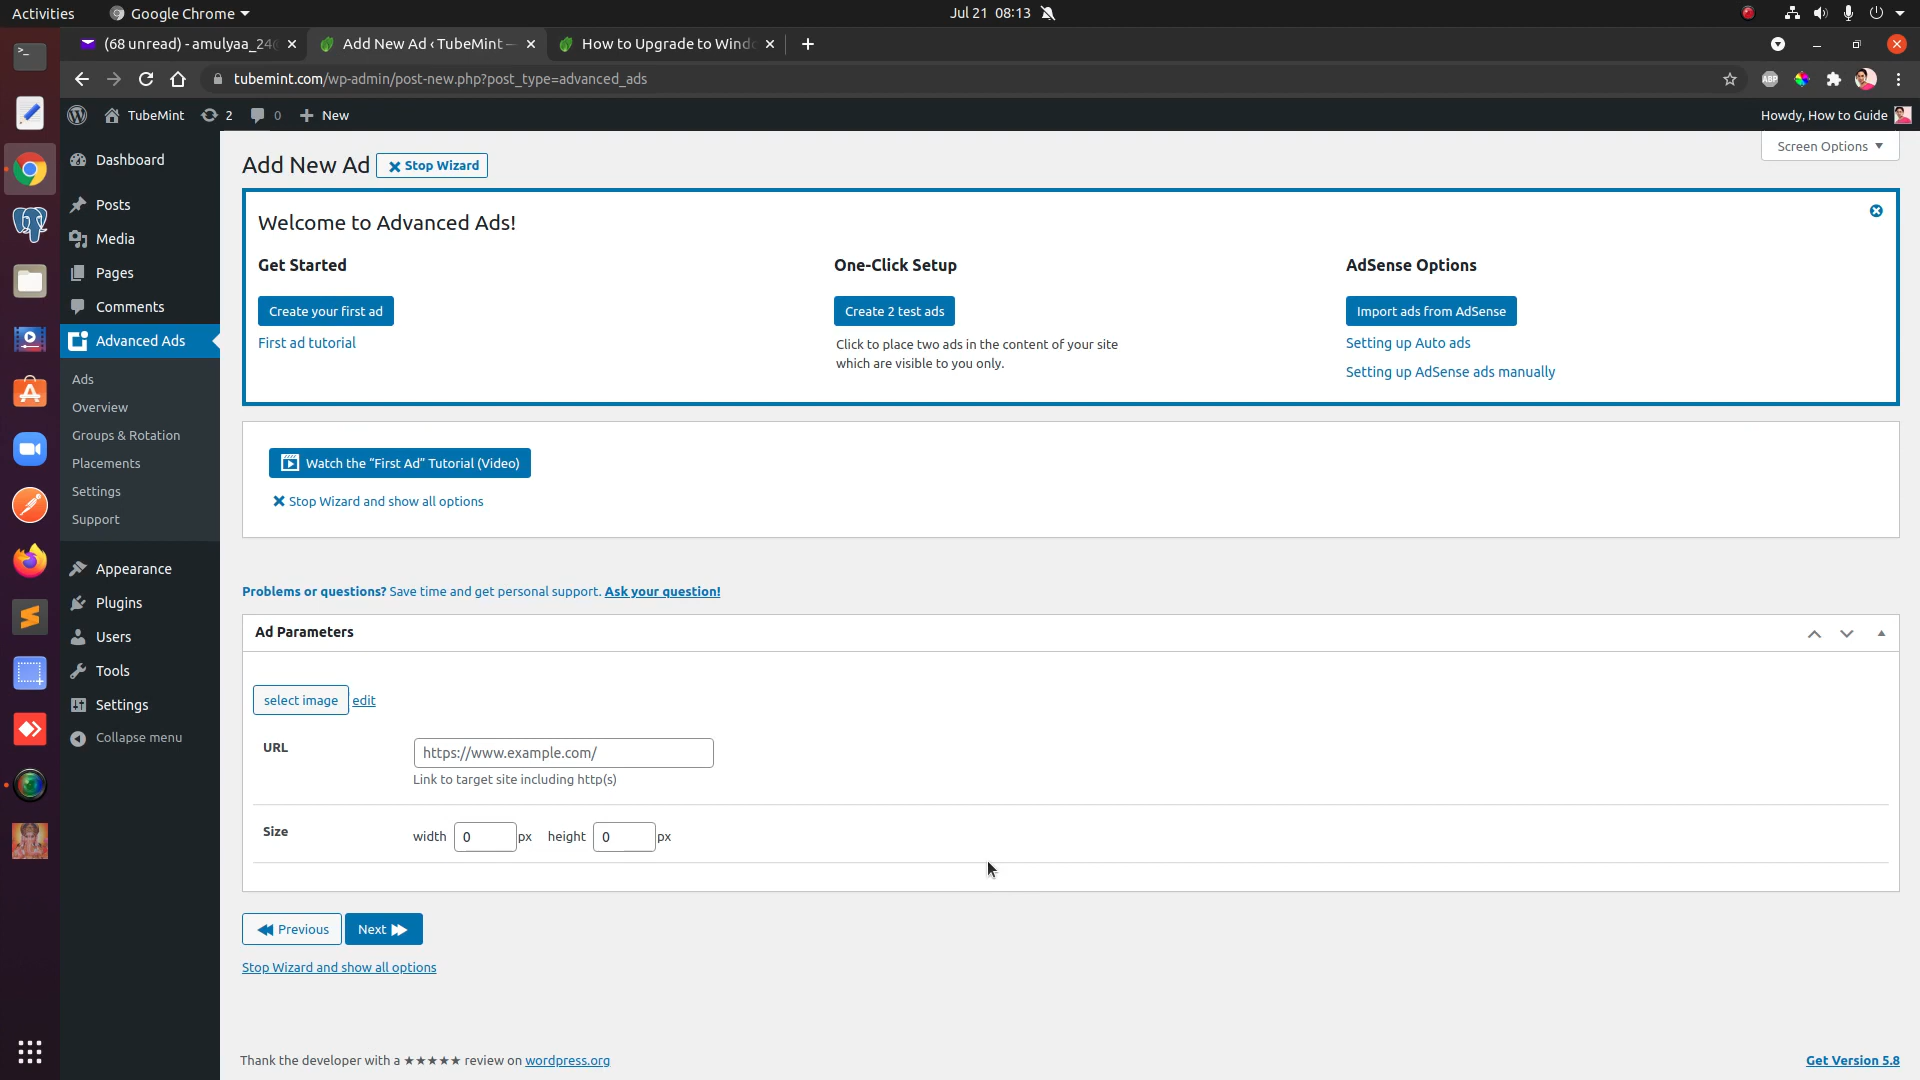 Activities
Google Chrome
Jul 21 08:13
(68 unread) - amulyaa_24@
Add New Ad ‹ TubeMint —
How to Upgrade to Windo
tubemint.com/wp-admin/post-new.php?post_type=advanced_ads
ABP
TubeMint
2
0
New
Howdy, How to Guide
Dashboard
Posts
Media
Pages
Comments
Advanced Ads
Ads
Overview
Groups & Rotation
Placements
Settings
Support
Appearance
Plugins
Users
Tools
Settings
Collapse menu
Add New Ad
Stop Wizard
Screen Options
Welcome to Advanced Ads!
Get Started
Create your first ad
First ad tutorial
One-Click Setup
Create 2 test ads
Click to place two ads in the content of your site
which are visible to you only.
AdSense Options
Import ads from AdSense
Setting up Auto ads
Setting up AdSense ads manually
Watch the “First Ad” Tutorial (Video)
Stop Wizard and show all options
Problems or questions? Save time and get personal support. Ask your question!
Ad Parameters
select image edit
URL
https://www.example.com/
Link to target site including http(s)
Size
width 0 px height 0 px
Previous
Next
Stop Wizard and show all options
Thank the developer with a ★★★★★ review on wordpress.org
Get Version 5.8